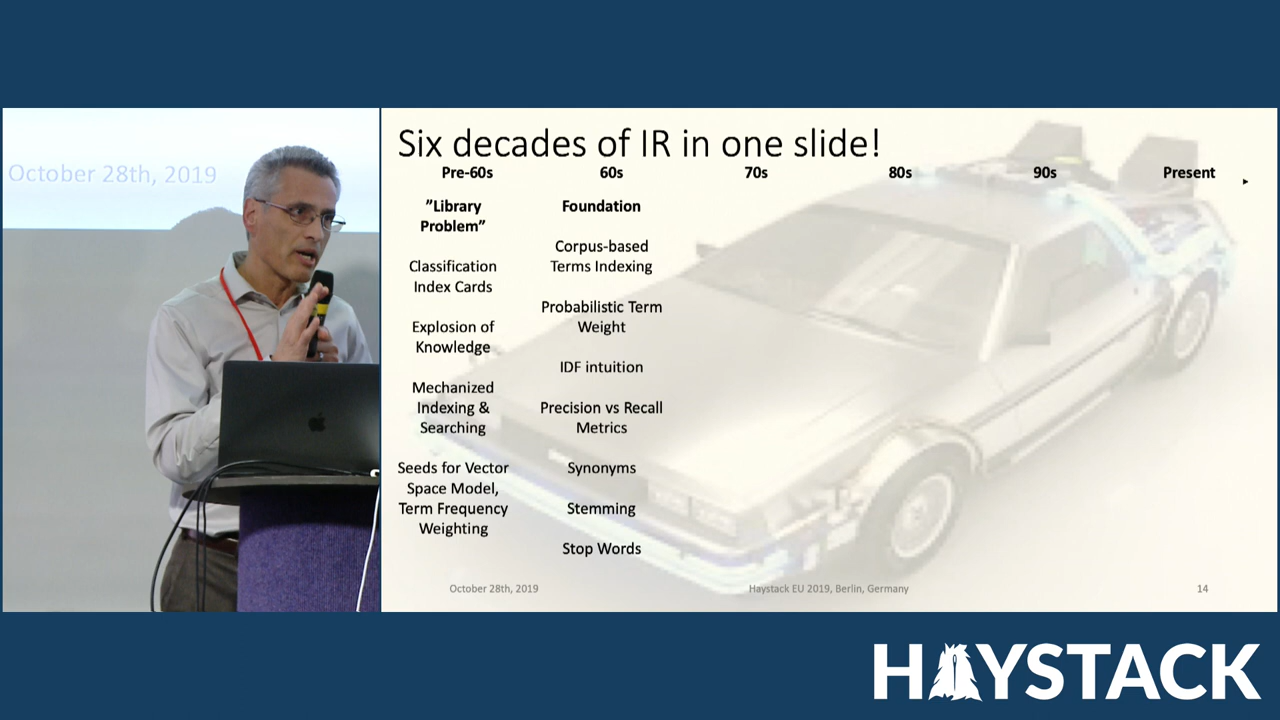 October 28th, 2019
Six decades of IR in one slide!
Pre-60s 60s 70s 80s 90s Present
”Library
Problem”
Classification
Index Cards
Explosion of
Knowledge
Mechanized
Indexing &
Searching
Seeds for Vector
Space Model,
Term Frequency
Weighting
Foundation
Corpus-based
Terms Indexing
Probabilistic Term
Weight
IDF intuition
Precision vs Recall
Metrics
Synonyms
Stemming
Stop Words
October 28th, 2019 Haystack EU 2019, Berlin, Germany 14
HAYSTACK